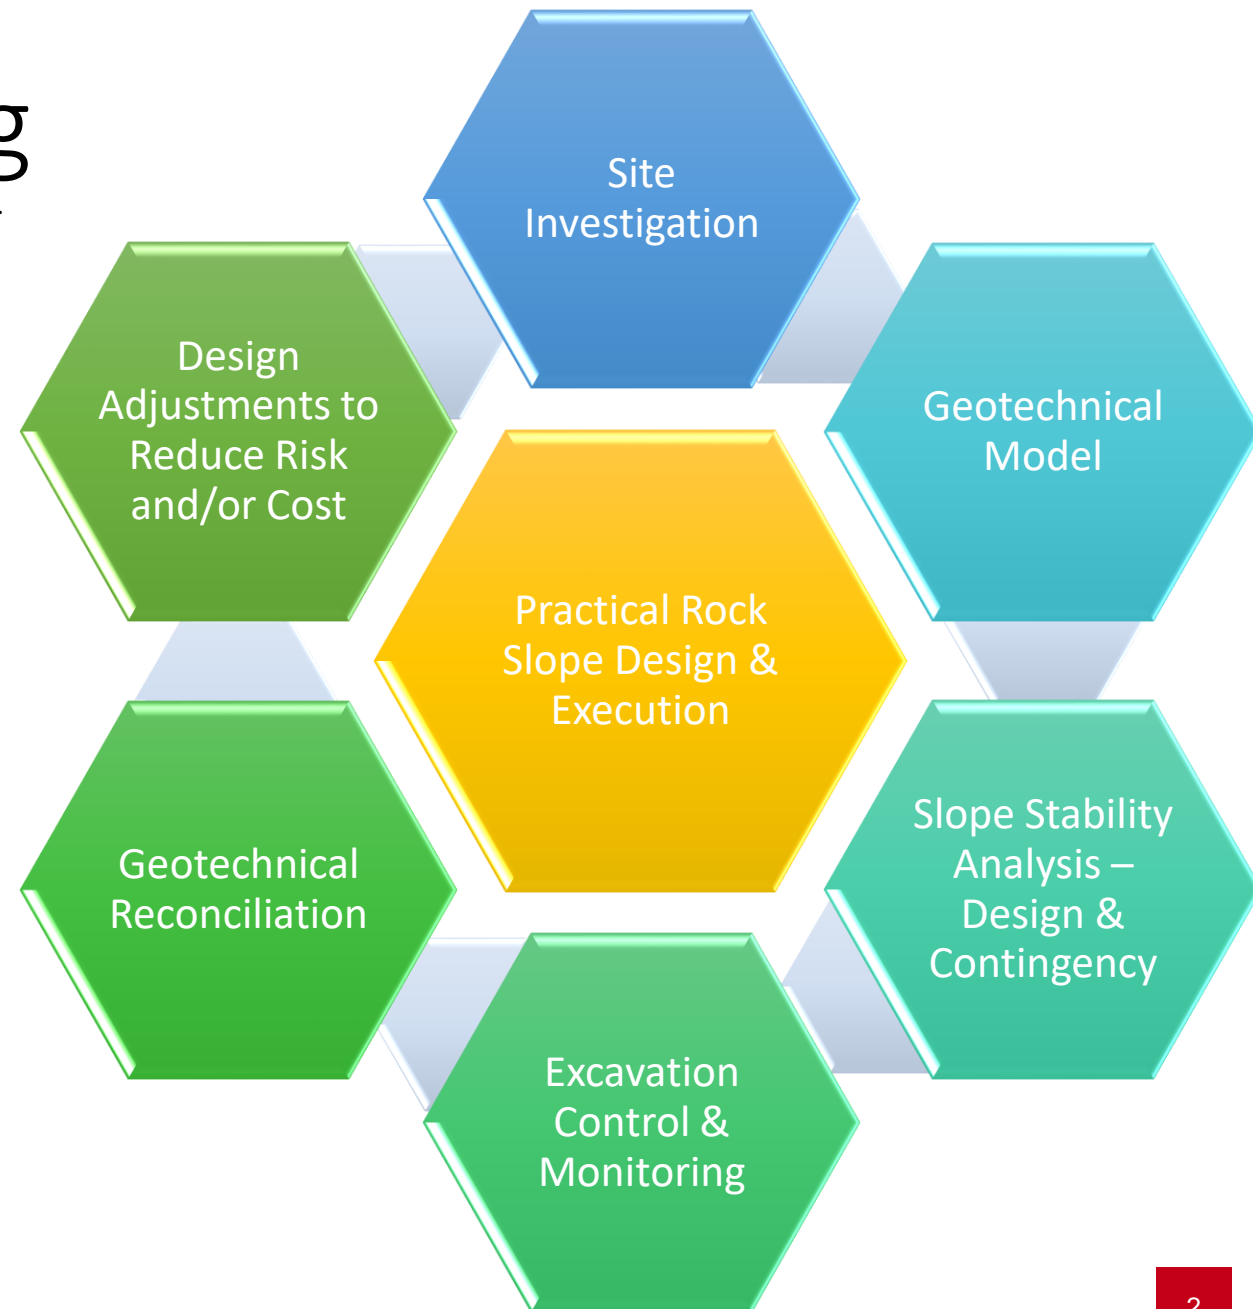 g
Site
Investigation
Geotechnical
Model
Slope Stability
Analysis –
Design &
Contingency
Excavation
Control &
Monitoring
Geotechnical
Reconciliation
Design
Adjustments to
Reduce Risk
and/or Cost
Practical Rock
Slope Design &
Execution
2